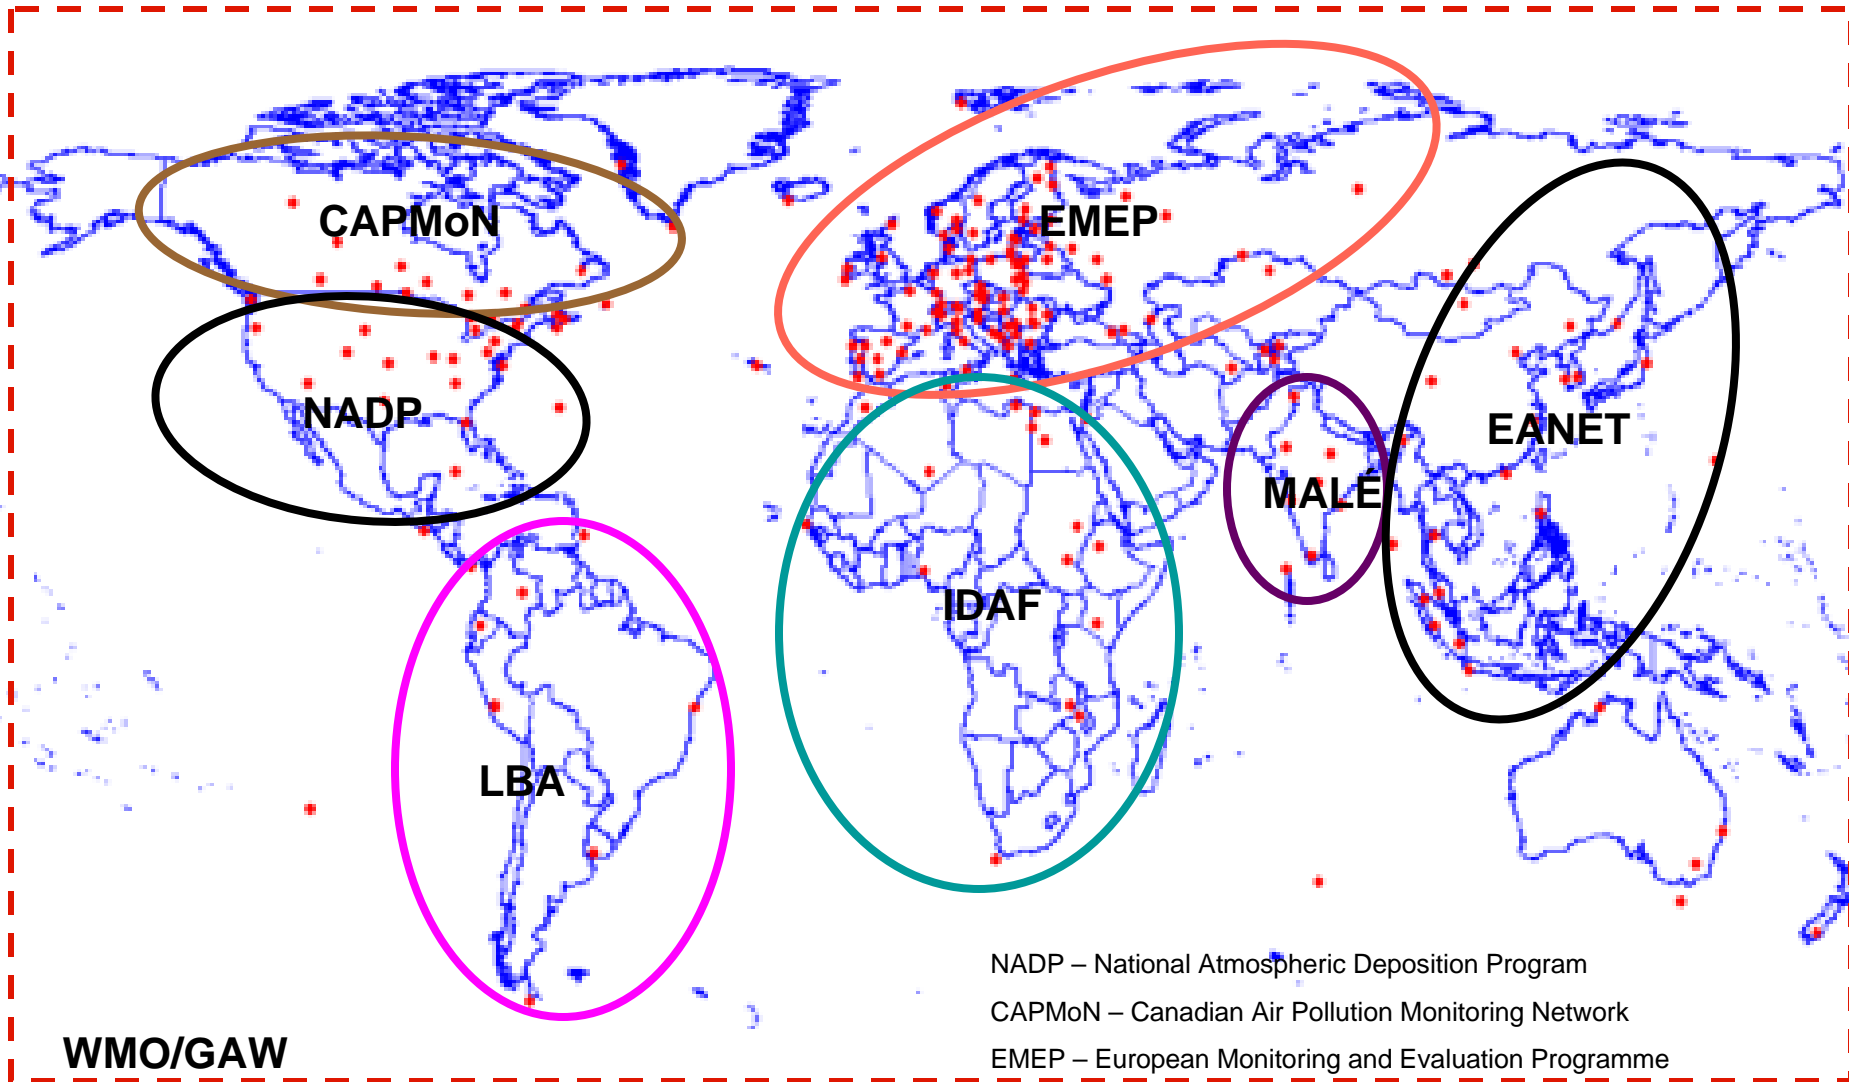 CAPMoN
EMEP
NADP
EANET
MALÉ
IDAF
LBA
NADP – National Atmospheric Deposition Program
CAPMoN – Canadian Air Pollution Monitoring Network
WMO/GAW
EMEP – European Monitoring and Evaluation Programme